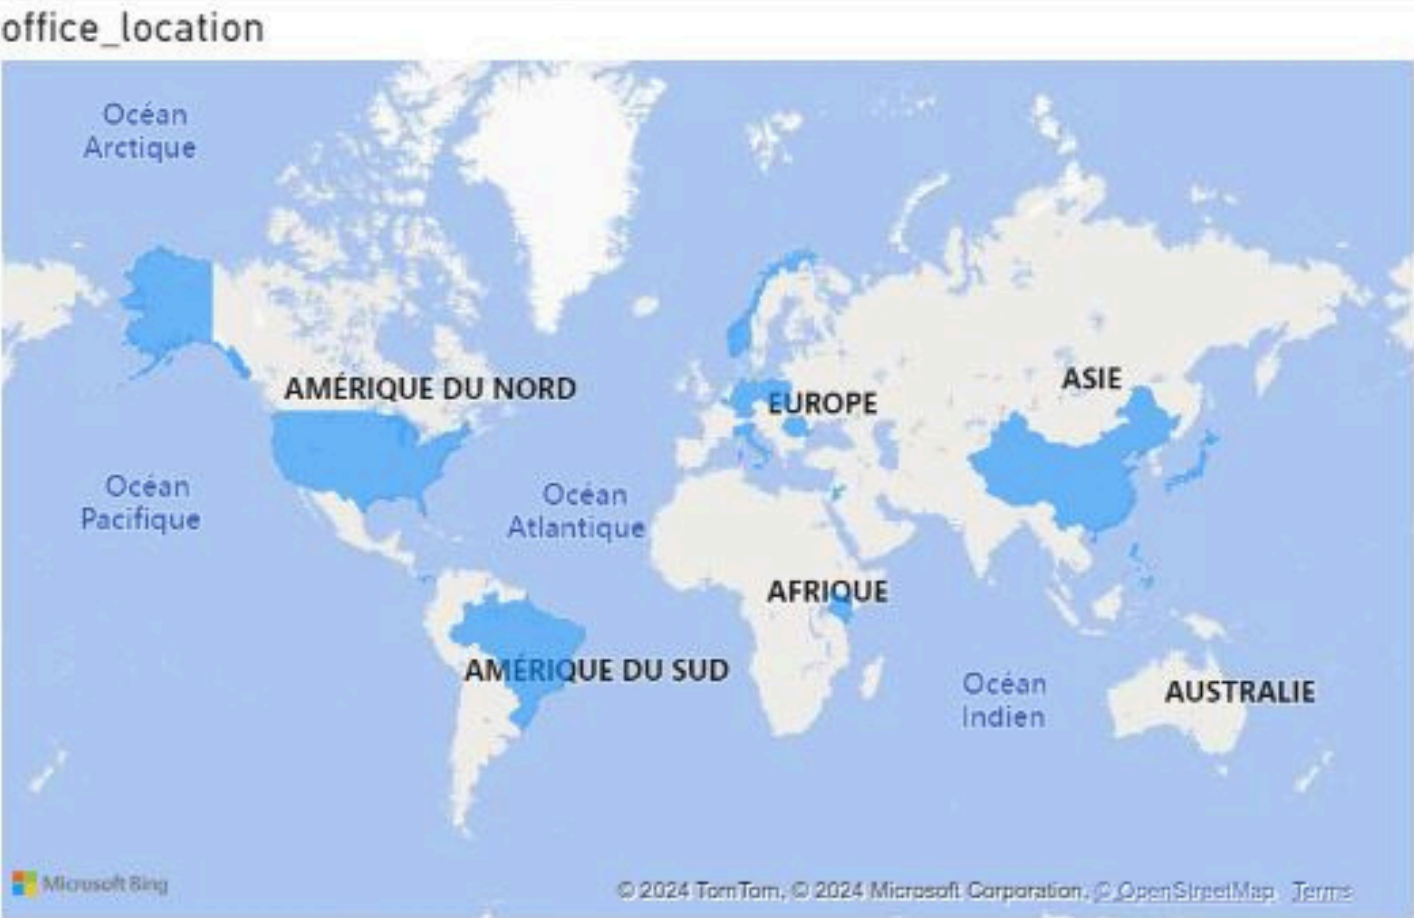 office_location
Océan
Arctique
AMÉRIQUE DU NORD
ASIE
EUROPE
Océan
Pacifique
Océan
Atlantique
AFRIQUE
AMÉRIQUE DU SUD
Océan
Indien
AUSTRALIE
Microsoft Bing
© 2024 TomTom, © 2024 Microsoft Corporation, © OpenStreetMap Terms